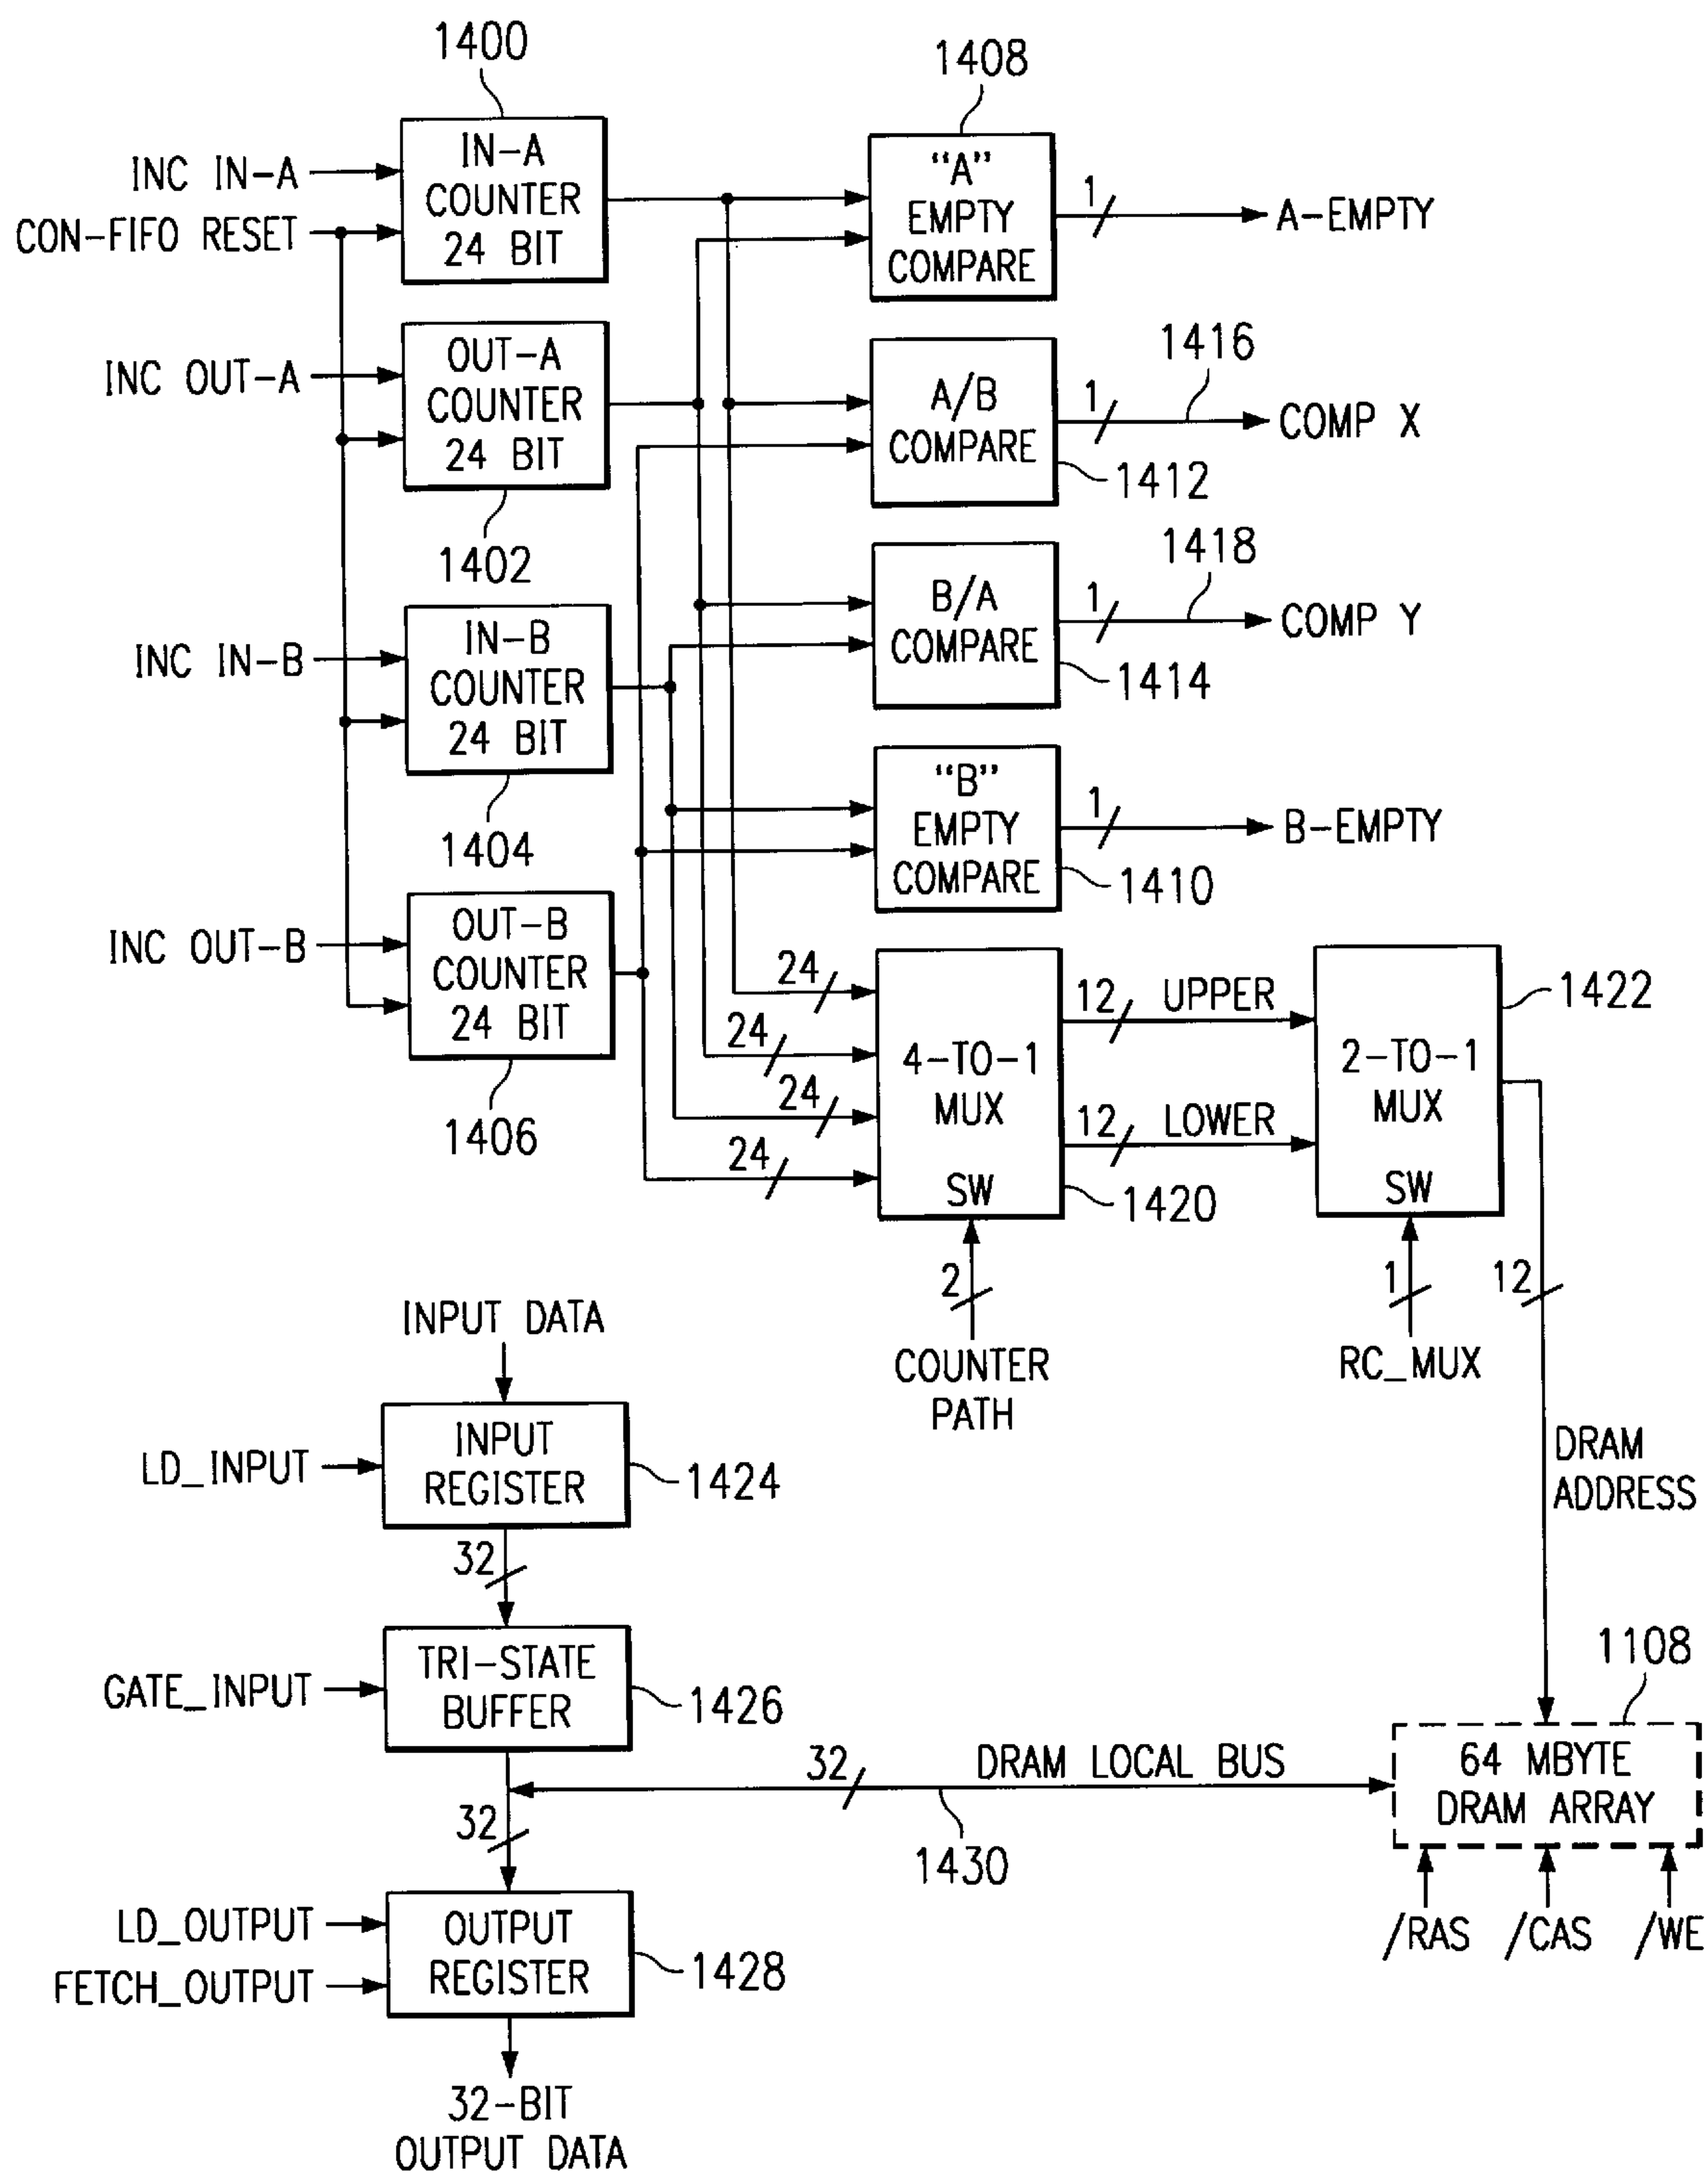 1400
1408
INC IN-A
CON-FIFO RESET
IN-A
COUNTER
24 BIT
"A"
EMPTY
COMPARE
1
A-EMPTY
INC OUT-A
OUT-A
COUNTER
24 BIT
1402
A/B
COMPARE
1
1416
COMP X
1412
INC IN-B
IN-B
COUNTER
24 BIT
1404
B/A
COMPARE
1
1418
COMP Y
1414
"B"
EMPTY
COMPARE
1
B-EMPTY
1410
INC OUT-B
OUT-B
COUNTER
24 BIT
1406
24
24
24
24
4-TO-1
MUX
SW
1420
12
UPPER
12
LOWER
2-TO-1
MUX
SW
1422
2
COUNTER
PATH
1
RC_MUX
12
DRAM
ADDRESS
INPUT DATA
LD_INPUT
INPUT
REGISTER
1424
32
GATE_INPUT
TRI-STATE
BUFFER
1426
32
DRAM LOCAL BUS
1430
1108
64 MBYTE
DRAM ARRAY
/RAS
/CAS
/WE
32
LD_OUTPUT
FETCH_OUTPUT
OUTPUT
REGISTER
1428
32-BIT
OUTPUT DATA